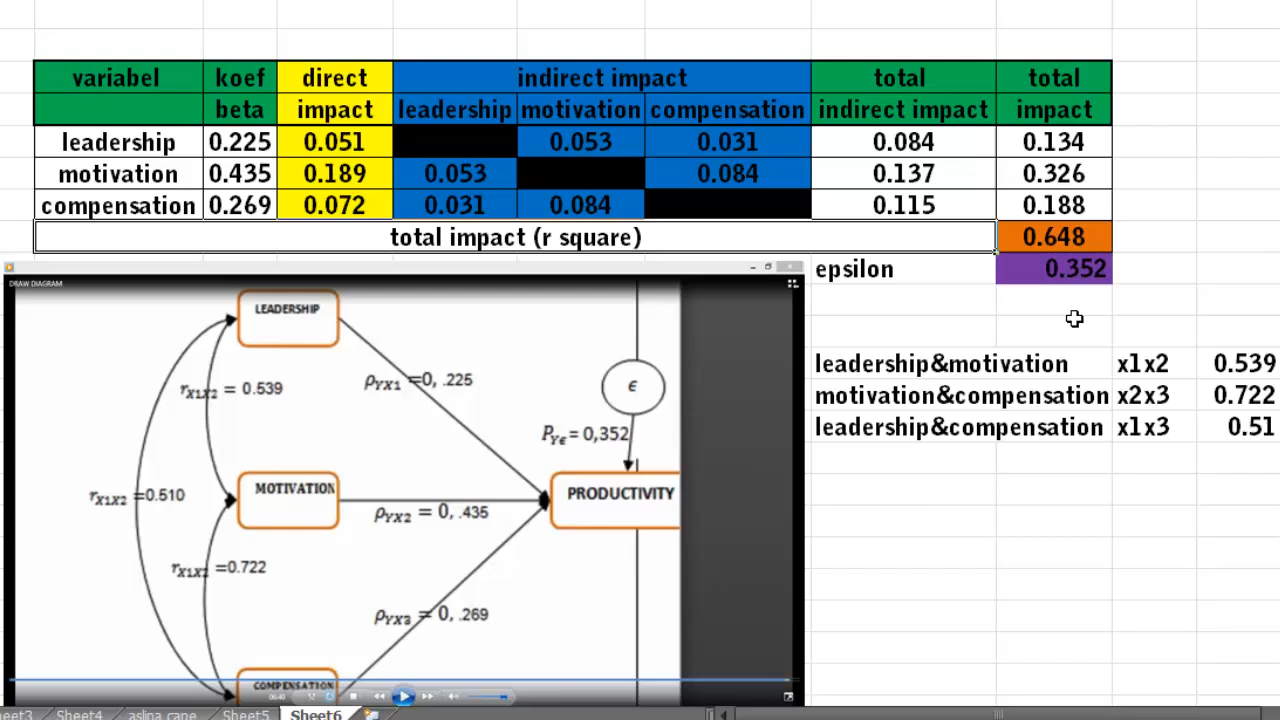 variabel koef direct indirect impact total total
beta impact leadership motivation compensation indirect impact impact
leadership 0.225 0.051 0.053 0.031 0.084 0.134
motivation 0.435 0.189 0.053 0.084 0.137 0.326
compensation 0.269 0.072 0.031 0.084 0.115 0.188
total impact (r square) 0.648
epsilon 0.352
leadership&motivation x1x2 0.539
motivation&compensation x2x3 0.722
leadership&compensation x1x3 0.51
DRAW DIAGRAM
LEADERSHIP
rX1X2 = 0.539
ρYX1 =0, .225
ϵ
PYϵ = 0,352
rX1X2 =0.510
MOTIVATION
PRODUCTIVITY
ρYX2 = 0, .435
rX1X2 =0.722
ρYX3 = 0, .269
COMPENSATION
06:40
Sheet4 aslina cape Sheet5 Sheet6